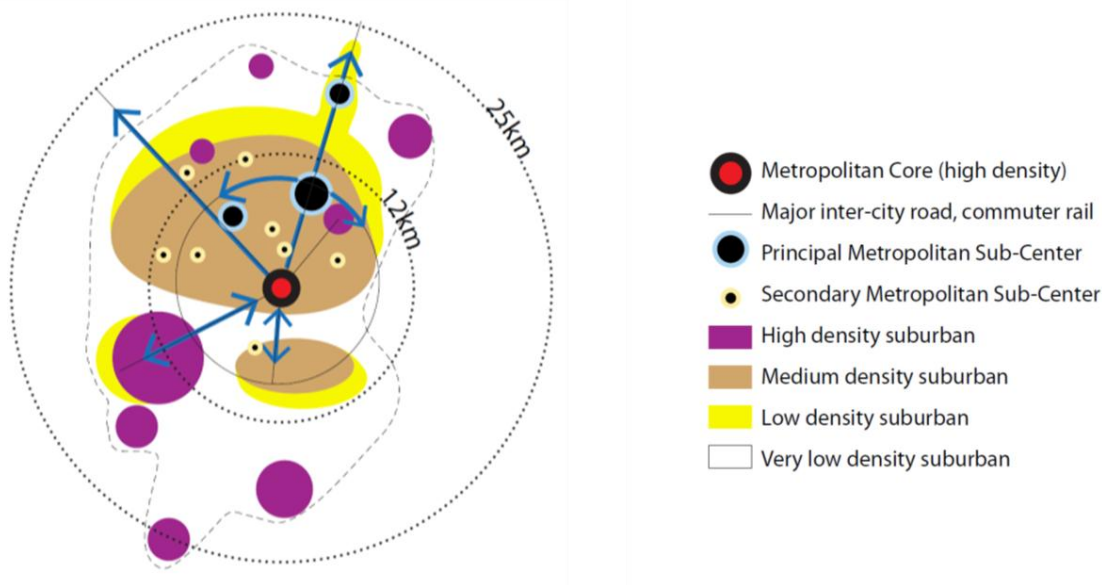 25km.
12km
Metropolitan Core (high density)
Major inter-city road, commuter rail
Principal Metropolitan Sub-Center
Secondary Metropolitan Sub-Center
High density suburban
Medium density suburban
Low density suburban
Very low density suburban